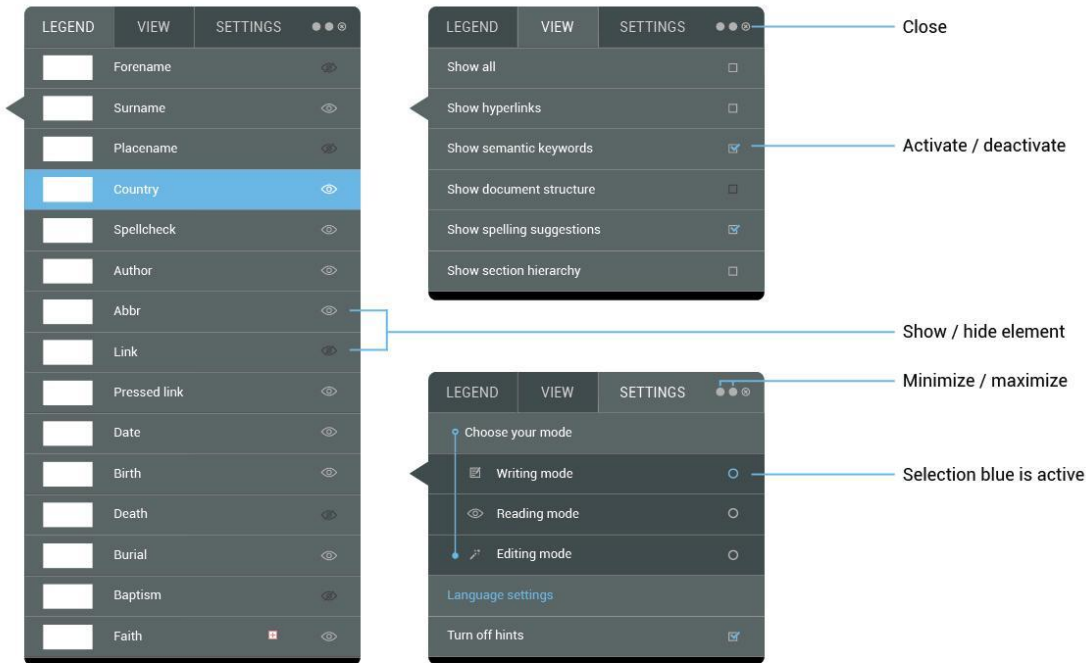 LEGEND VIEW SETTINGS
Forename
Surname
Placename
Country
Spellcheck
Author
Abbr
Link
Pressed link
Date
Birth
Death
Burial
Baptism
Faith
LEGEND VIEW SETTINGS
Show all
Show hyperlinks
Show semantic keywords
Show document structure
Show spelling suggestions
Show section hierarchy
Close
Activate / deactivate
Show / hide element
Minimize / maximize
LEGEND VIEW SETTINGS
Choose your mode
Writing mode
Reading mode
Editing mode
Language settings
Turn off hints
Selection blue is active